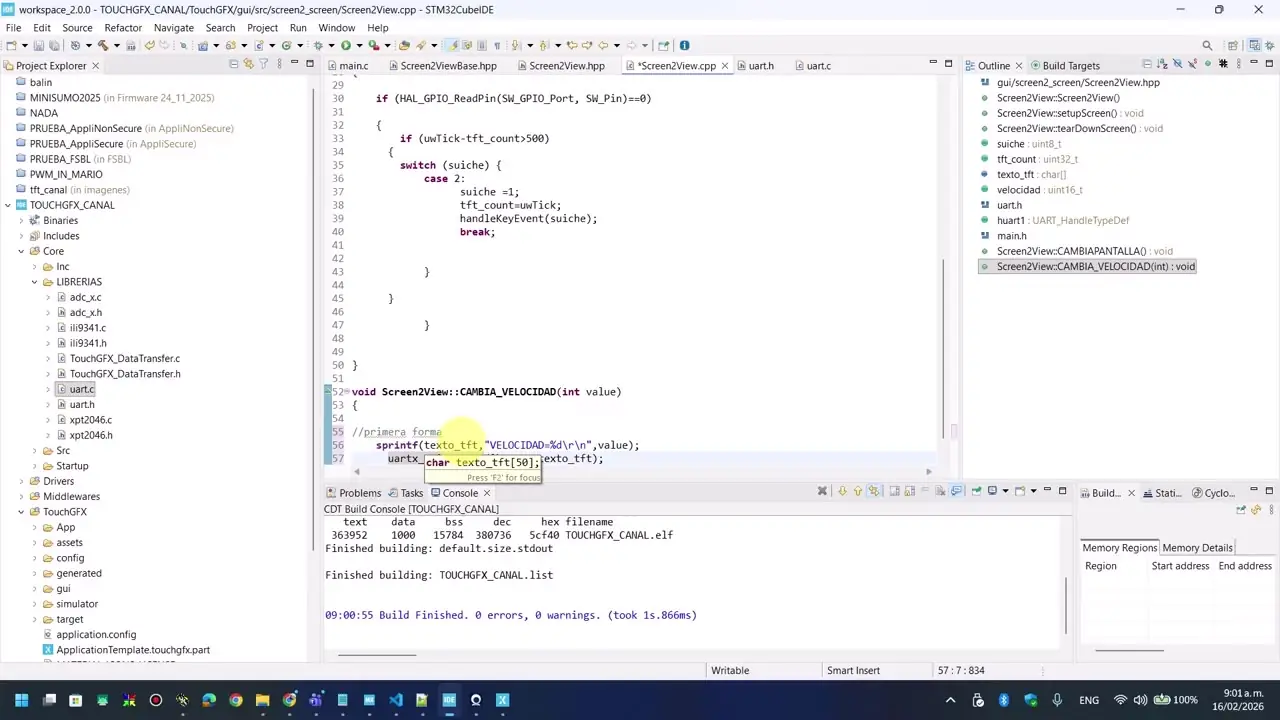 workspace_2.0.0 - TOUCHGFX_CANAL/TouchGFX/gui/src/screen2_screen/Screen2View.cpp - STM32CubeIDE
File Edit Source Refactor Navigate Search Project Run Window Help
Project Explorer
balin
MINISUMO2025 (in Firmware 24_11_2025)
NADA
PRUEBA_AppliNonSecure (in AppliNonSecure)
PRUEBA_AppliSecure (in AppliSecure)
PRUEBA_FSBL (in FSBL)
PWM_IN_MARIO
tft_canal (in imagenes)
TOUCHGFX_CANAL
Binaries
Includes
Core
Inc
LIBRERIAS
adc_x.c
adc_x.h
ili9341.c
ili9341.h
TouchGFX_DataTransfer.c
TouchGFX_DataTransfer.h
uart.c
uart.h
xpt2046.c
xpt2046.h
Src
Startup
Drivers
Middlewares
TouchGFX
App
assets
config
generated
gui
simulator
target
application.config
ApplicationTemplate.touchgfx.part
main.c Screen2ViewBase.hpp Screen2View.hpp *Screen2View.cpp uart.h uart.c
29
30 if (HAL_GPIO_ReadPin(SW_GPIO_Port, SW_Pin)==0)
31
32 {
33 if (uwTick-tft_count>500)
34 {
35 switch (suiche) {
36 case 2:
37 suiche =1;
38 tft_count=uwTick;
39 handleKeyEvent(suiche);
40 break;
41
42
43 }
44
45 }
46
47 }
48
49
50 }
51
52 void Screen2View::CAMBIA_VELOCIDAD(int value)
53 {
54
55 //primera forma
56 sprintf(texto_tft,"VELOCIDAD=%d\r\n",value);
57 uartx_ exto_tft);
char texto_tft[50];
Press 'F2' for focus
Outline Build Targets
gui/screen2_screen/Screen2View.hpp
Screen2View::Screen2View()
Screen2View::setupScreen() : void
Screen2View::tearDownScreen() : void
suiche : uint8_t
tft_count : uint32_t
texto_tft : char[]
velocidad : uint16_t
uart.h
huart1 : UART_HandleTypeDef
main.h
Screen2View::CAMBIAPANTALLA() : void
Screen2View::CAMBIA_VELOCIDAD(int) : void
Problems Tasks Console
CDT Build Console [TOUCHGFX_CANAL]
text data bss dec hex filename
363952 1000 15784 380736 5cf40 TOUCHGFX_CANAL.elf
Finished building: default.size.stdout
Finished building: TOUCHGFX_CANAL.list
09:00:55 Build Finished. 0 errors, 0 warnings. (took 1s.866ms)
Build... Stati... Cyclo...
Memory Regions Memory Details
Region Start address End address
Writable Smart Insert 57 : 7 : 834
ENG 100% 9:01 a. m.
16/02/2026